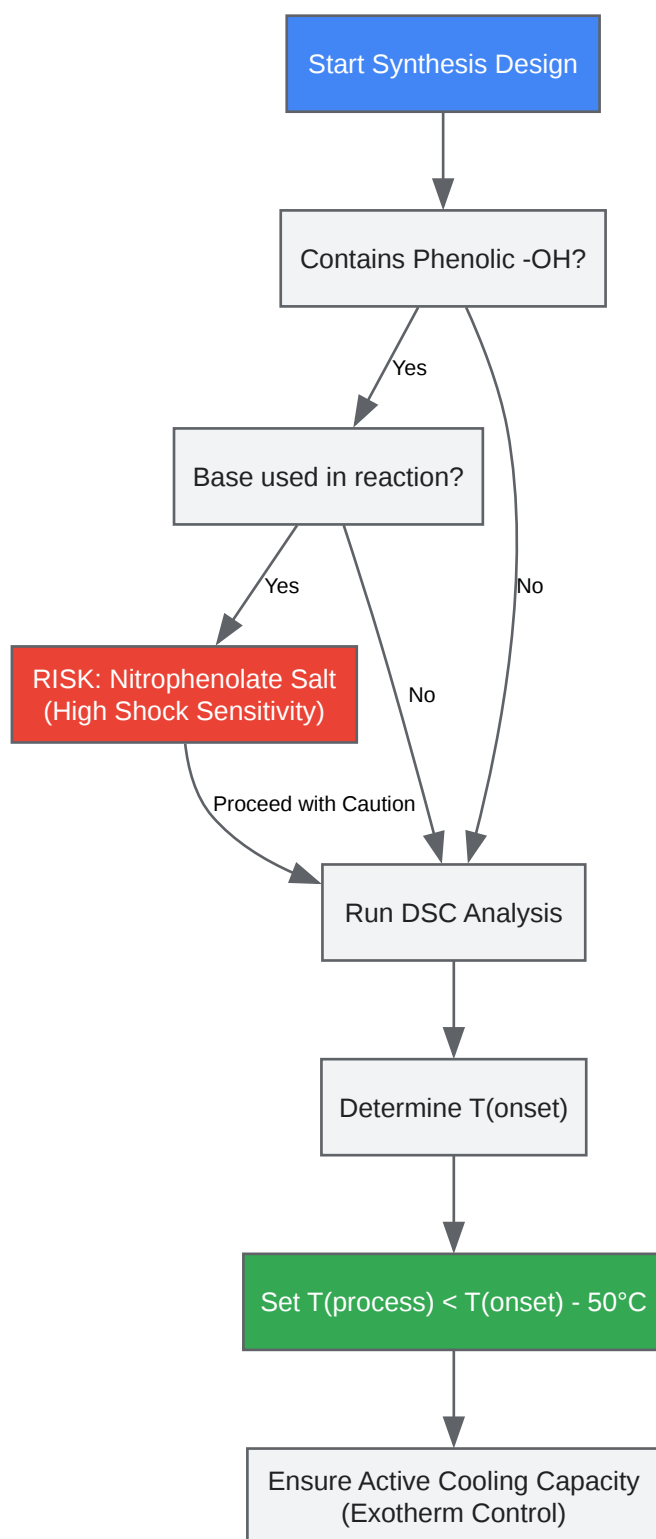 Start Synthesis Design
Contains Phenolic -OH?
Yes
Base used in reaction?
Yes
No
RISK: Nitrophenolate Salt
(High Shock Sensitivity)
No
Proceed with Caution
Run DSC Analysis
Determine T(onset)
Set T(process) < T(onset) - 50°C
Ensure Active Cooling Capacity
(Exotherm Control)